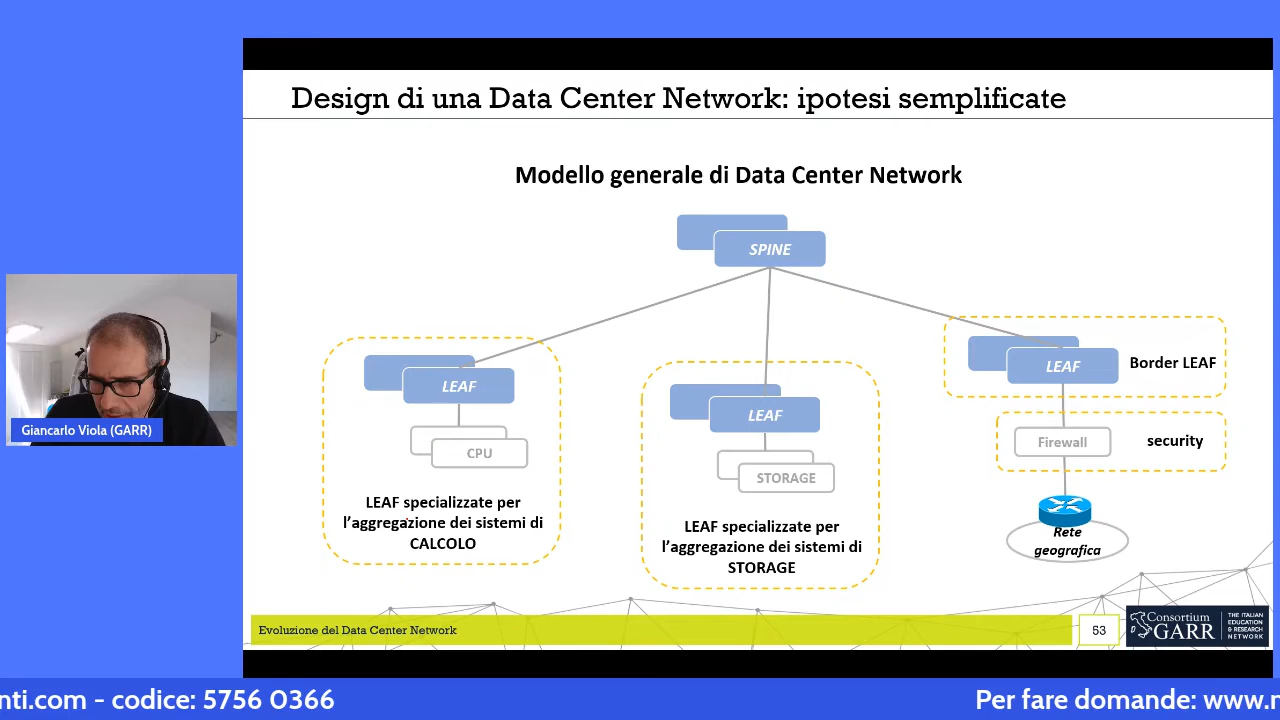 Design di una Data Center Network: ipotesi semplificate
Modello generale di Data Center Network
SPINE
LEAF
CPU
LEAF specializzate per
l'aggregazione dei sistemi di
CALCOLO
LEAF
STORAGE
LEAF specializzate per
l'aggregazione dei sistemi di
STORAGE
LEAF
Border LEAF
Firewall
security
Rete
geografica
Giancarlo Viola (GARR)
Evoluzione del Data Center Network
53
Consortium
GARR
THE ITALIAN
EDUCATION
& RESEARCH
NETWORK
nti.com - codice: 5756 0366
Per fare domande: www.